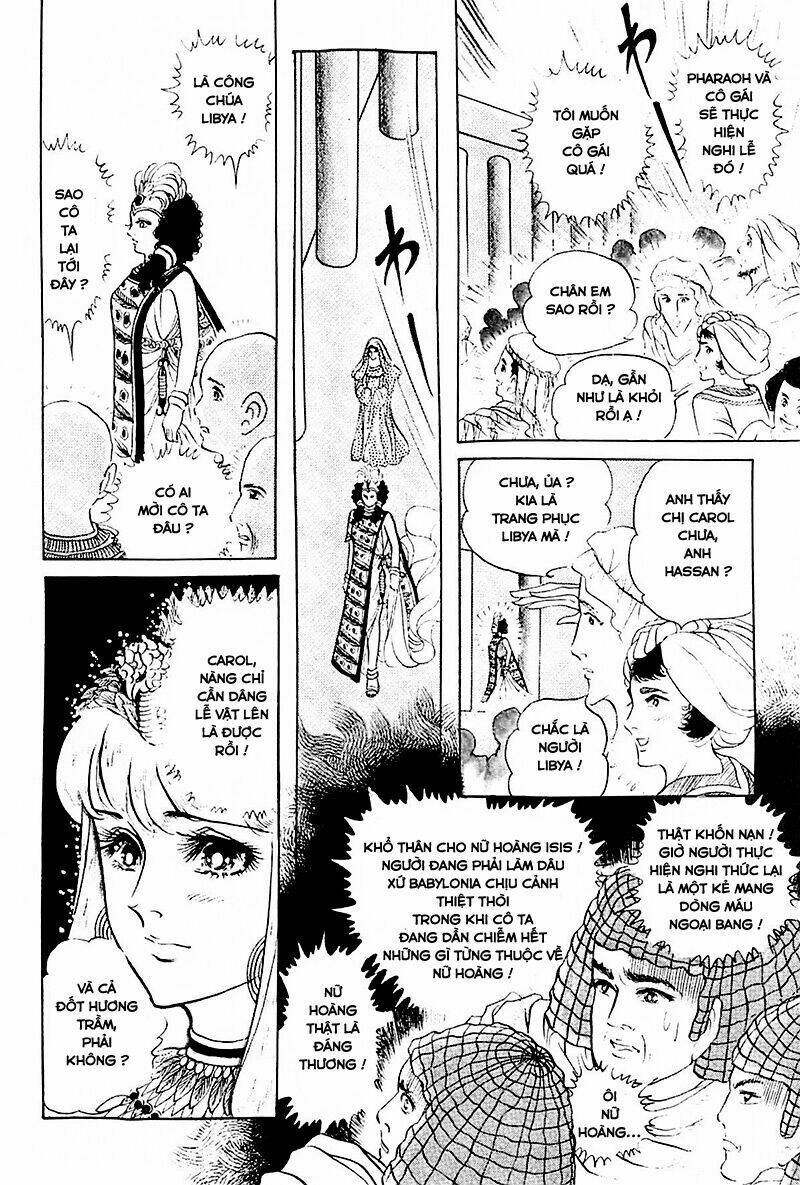 PHARAOH VÀ
CÔ GÁI
SẼ THỰC
HIỆN
NGHI LỄ
ĐÓ !
わーー
TÔI MUỐN
GẶP
CÔ GÁI
QUÁ !
CHÂN EM
SAO RỒI ?
DẠ, GẦN
NHƯ LÀ KHỎI
RỒI Ạ !
ANH THẤY
CHỊ CAROL
CHƯA,
ANH
HASSAN ?
CHƯA, ỦA ?
KIA LÀ
TRANG PHỤC
LIBYA MÀ !
CHẮC LÀ
NGƯỜI
LIBYA !
わーー
LÀ CÔNG
CHÚA
LIBYA !
SAO
CÔ
TA
LẠI
TỚI
ĐÂY ?
CÓ AI
MỜI CÔ TA
ĐÂU ?
THẬT KHỐN NẠN !
GIỜ NGƯỜI THỰC
HIỆN NGHI THỨC LẠI
LÀ MỘT KẺ MANG
DÒNG MÁU
NGOẠI BANG !
KHỔ THÂN CHO NỮ HOÀNG ISIS !
NGƯỜI ĐANG PHẢI LÀM DÂU
XỨ BABYLONIA CHỊU CẢNH
THIỆT THÒI
TRONG KHI CÔ TA
ĐANG DẦN CHIẾM HẾT
NHỮNG GÌ TỪNG THUỘC VỀ
NỮ HOÀNG !
NỮ
HOÀNG
THẬT LÀ
ĐÁNG
THƯƠNG !
ÔI
NỮ
HOÀNG...
CAROL,
NÀNG CHỈ
CẦN DÂNG
LỄ VẬT LÊN
LÀ ĐƯỢC
RỒI !
VÀ CẢ
ĐỐT HƯƠNG
TRẦM,
PHẢI
KHÔNG ?